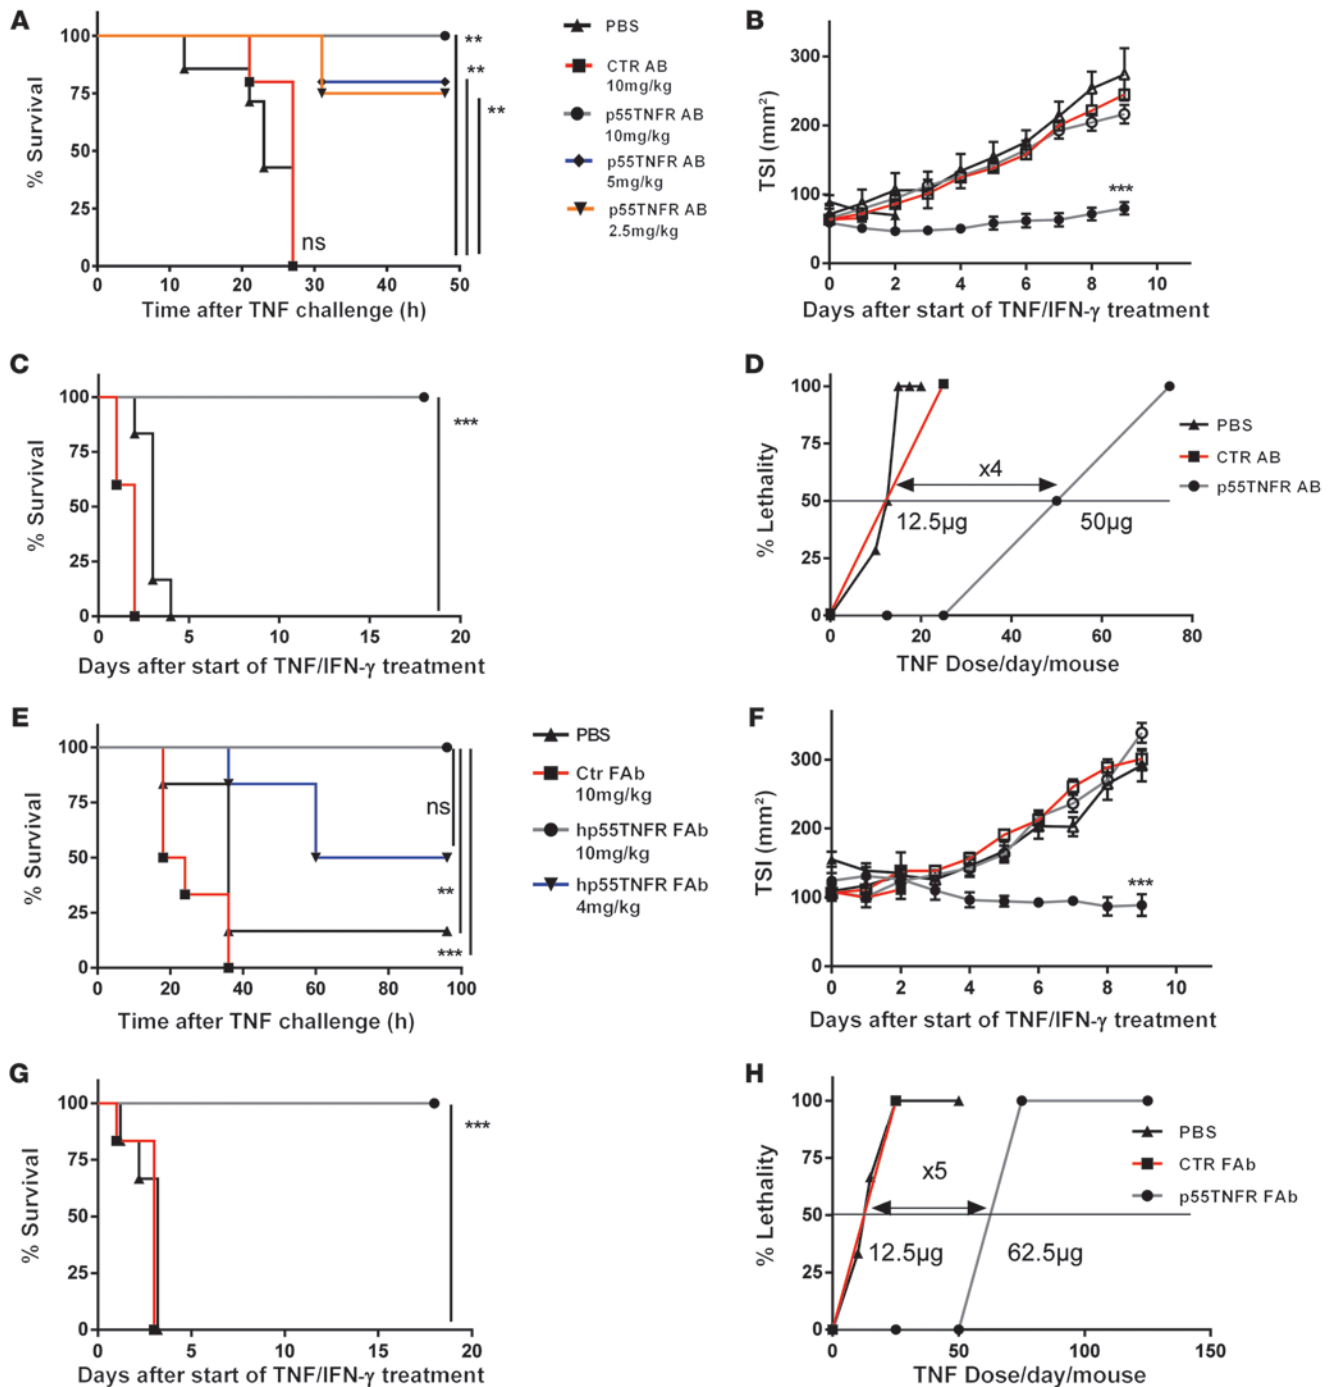 A
% Survival
100
75
50
25
0
0 10 20 30 40 50
Time after TNF challenge (h)
ns
**
**
**
PBS
CTR AB
10mg/kg
p55TNFR AB
10mg/kg
p55TNFR AB
5mg/kg
p55TNFR AB
2.5mg/kg
B
TSI (mm²)
300
200
100
0
0 2 4 6 8 10
Days after start of TNF/IFN-γ treatment
***
C
% Survival
100
75
50
25
0
0 5 10 15 20
Days after start of TNF/IFN-γ treatment
***
D
% Lethality
100
75
50
25
0
0 20 40 60 80
TNF Dose/day/mouse
x4
12.5µg
50µg
PBS
CTR AB
p55TNFR AB
E
% Survival
100
75
50
25
0
0 20 40 60 80 100
Time after TNF challenge (h)
ns
**
***
PBS
Ctr FAb
10mg/kg
hp55TNFR FAb
10mg/kg
hp55TNFR FAb
4mg/kg
F
TSI (mm²)
300
200
100
0
0 2 4 6 8 10
Days after start of TNF/IFN-γ treatment
***
G
% Survival
100
75
50
25
0
0 5 10 15 20
Days after start of TNF/IFN-γ treatment
***
H
% Lethality
100
75
50
25
0
0 50 100 150
TNF Dose/day/mouse
x5
12.5µg
62.5µg
PBS
CTR FAb
p55TNFR FAb